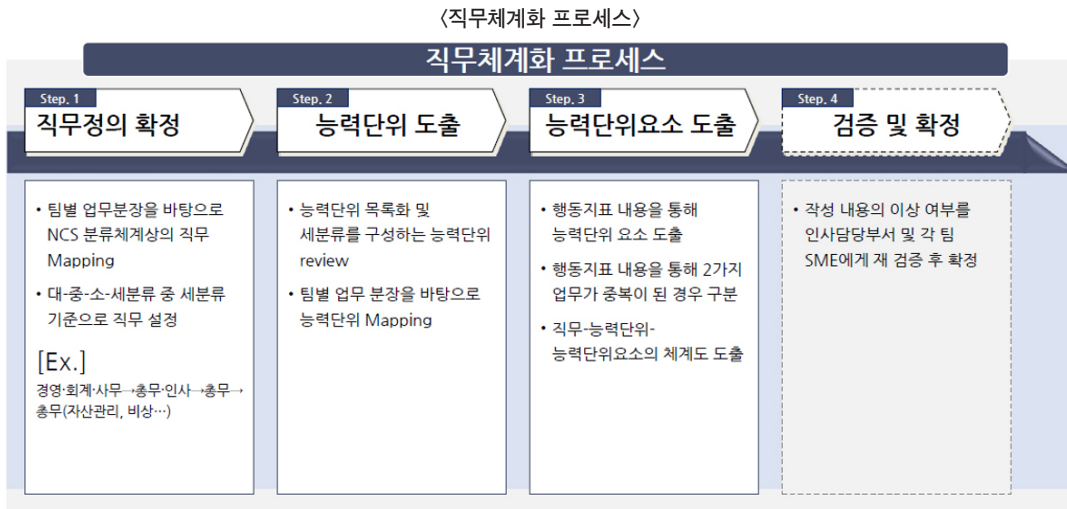 〈직무체계화 프로세스〉
직무체계화 프로세스
Step. 1
직무정의 확정
Step. 2
능력단위 도출
Step. 3
능력단위요소 도출
Step. 4
검증 및 확정
• 팀별 업무분장을 바탕으로
NCS 분류체계상의 직무
Mapping
• 대-중-소-세분류 중 세분류
기준으로 직무 설정
[Ex.]
경영·회계·사무→총무·인사→총무→
총무(자산관리, 비상…)
• 능력단위 목록화 및
세분류를 구성하는 능력단위
review
• 팀별 업무 분장을 바탕으로
능력단위 Mapping
• 행동지표 내용을 통해
능력단위 요소 도출
• 행동지표 내용을 통해 2가지
업무가 중복이 된 경우 구분
• 직무-능력단위-
능력단위요소의 체계도 도출
• 작성 내용의 이상 여부를
인사담당부서 및 각 팀
SME에게 재 검증 후 확정